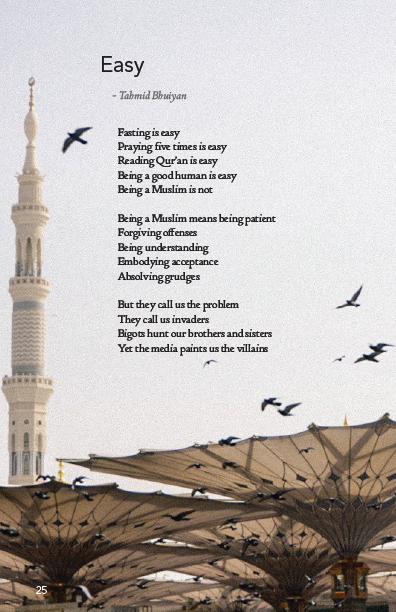 Easy
- Tahmid Bhuiyan
Fasting is easy
Praying five times is easy
Reading Qur'an is easy
Being a good human is easy
Being a Muslim is not
Being a Muslim means being patient
Forgiving offenses
Being understanding
Embodying acceptance
Absolving grudges
But they call us the problem
They call us invaders
Bigots hunt our brothers and sisters
Yet the media paints us the villains
25